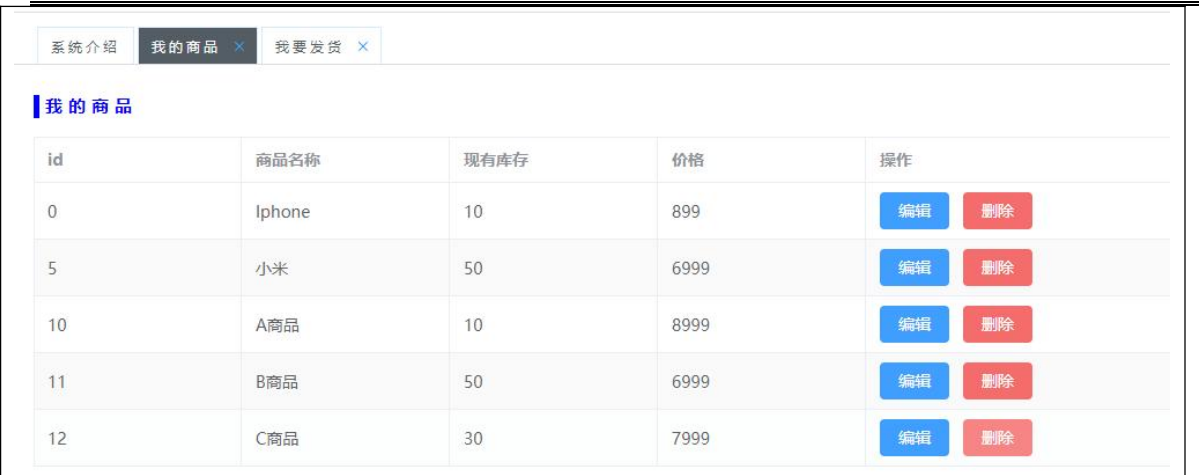 系统介绍 我的商品 × 我要发货 ×
我的商品
id 商品名称 现有库存 价格 操作
0 Iphone 10 899 编辑 删除
5 小米 50 6999 编辑 删除
10 A商品 10 8999 编辑 删除
11 B商品 50 6999 编辑 删除
12 C商品 30 7999 编辑 删除